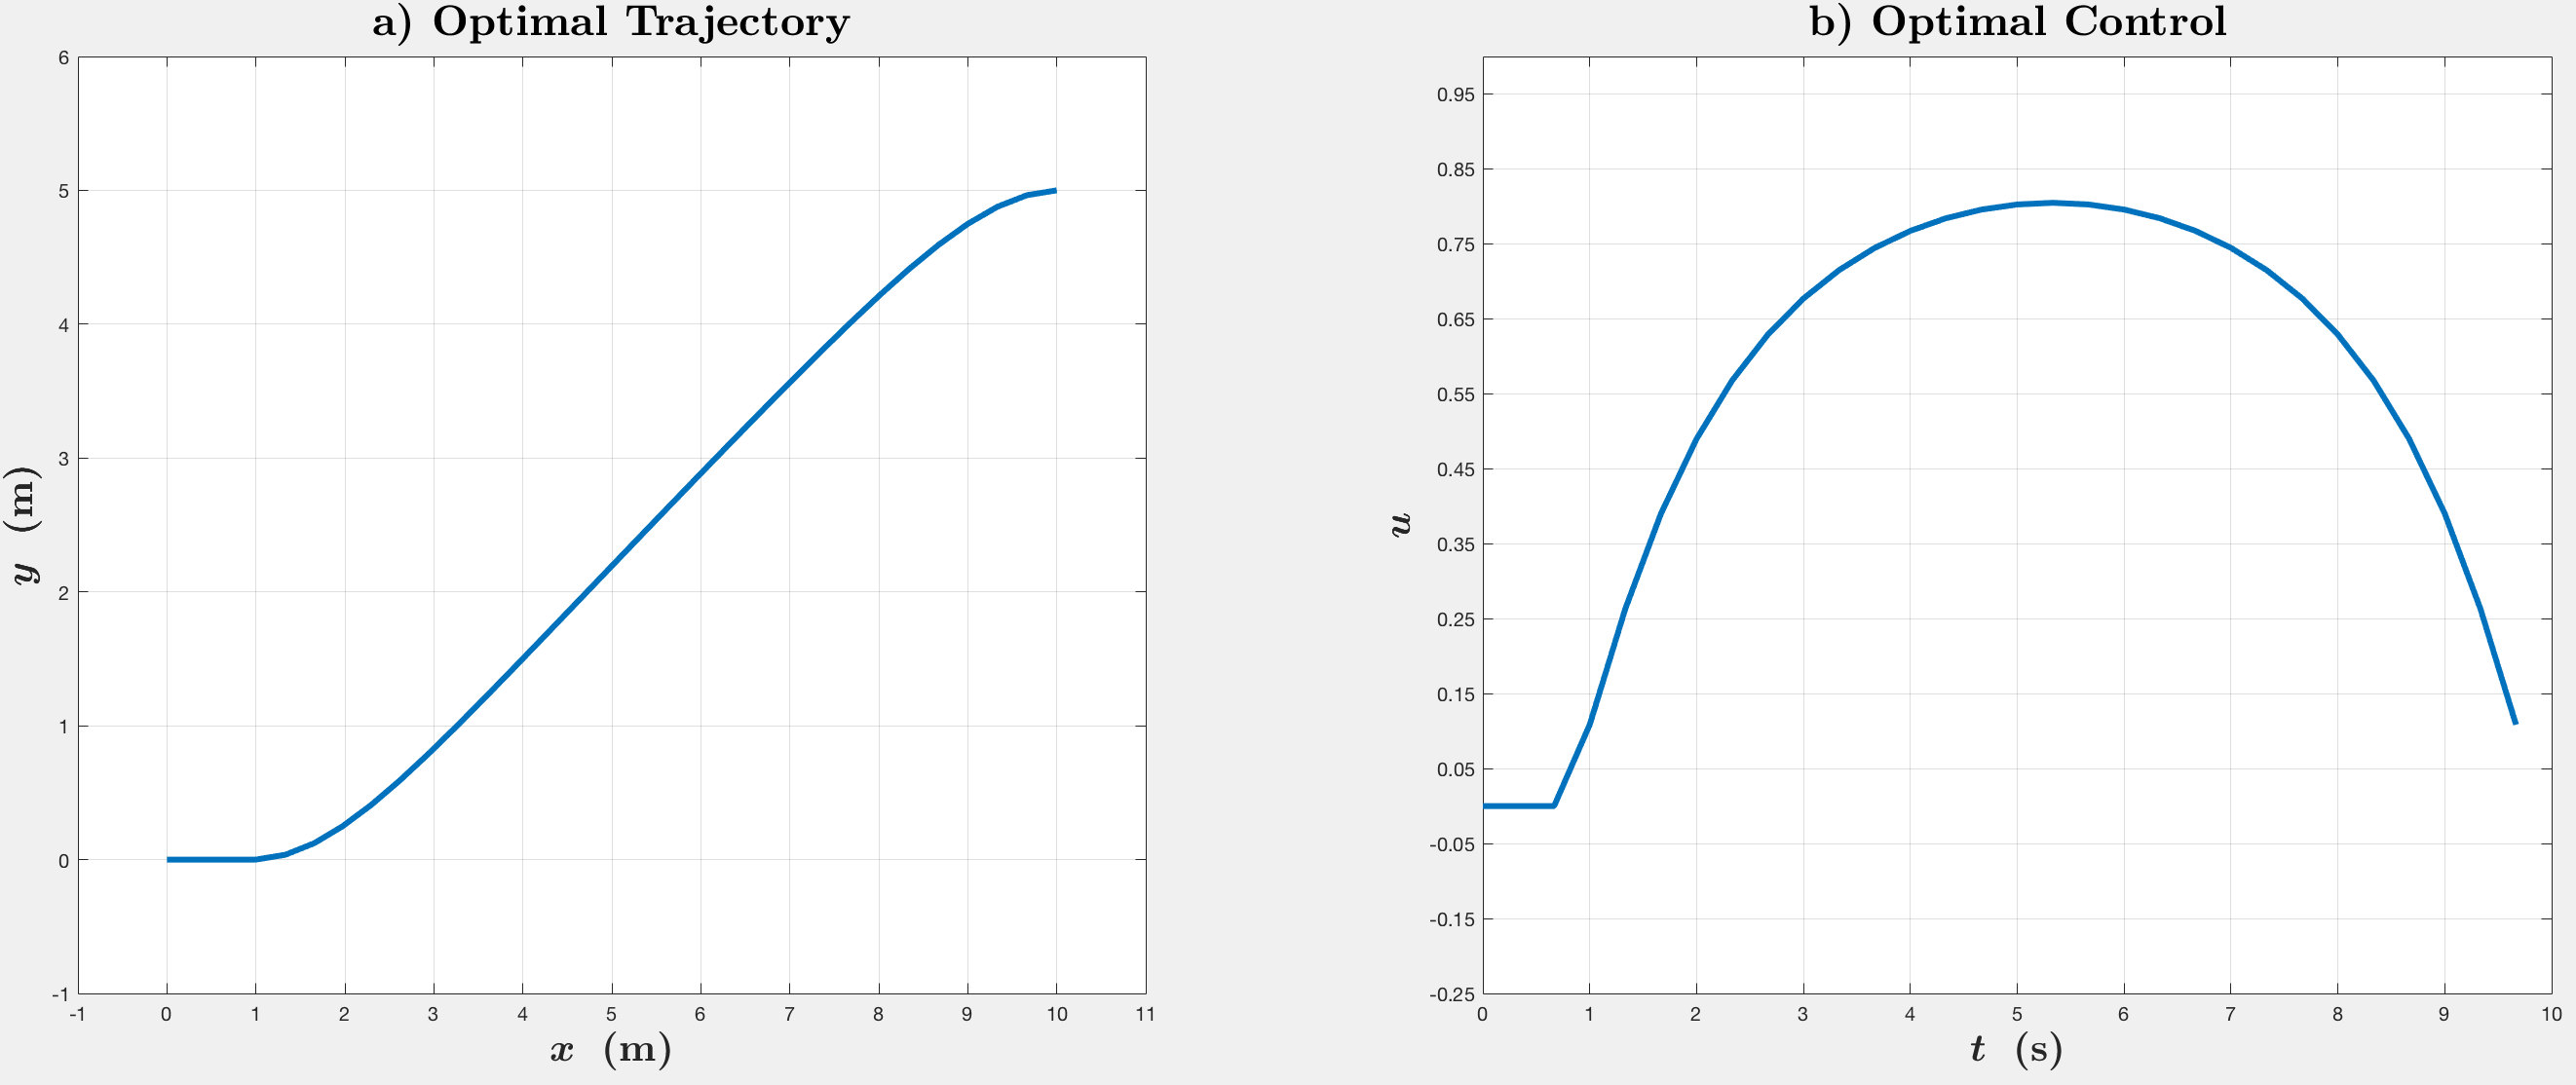 a) Optimal Trajectory
6
5
4
3
2
1
0
-1
y (m)
-1 0 1 2 3 4 5 6 7 8 9 10 11
x (m)
b) Optimal Control
0.95
0.85
0.75
0.65
0.55
0.45
0.35
0.25
0.15
0.05
-0.05
-0.15
-0.25
u
0 1 2 3 4 5 6 7 8 9 10
t (s)